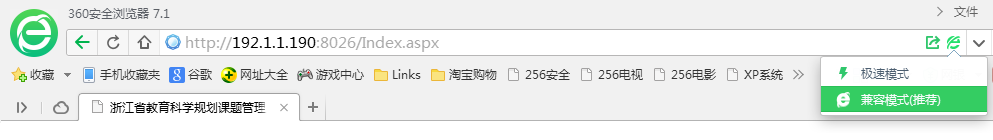 360安全浏览器 7.1
文件
http://192.1.1.190:8026/Index.aspx
收藏 手机收藏夹 谷歌 网址大全 游戏中心 Links 淘宝购物 256安全 256电视 256电影 XP系统 »
极速模式
兼容模式(推荐)
浙江省教育科学规划课题管理